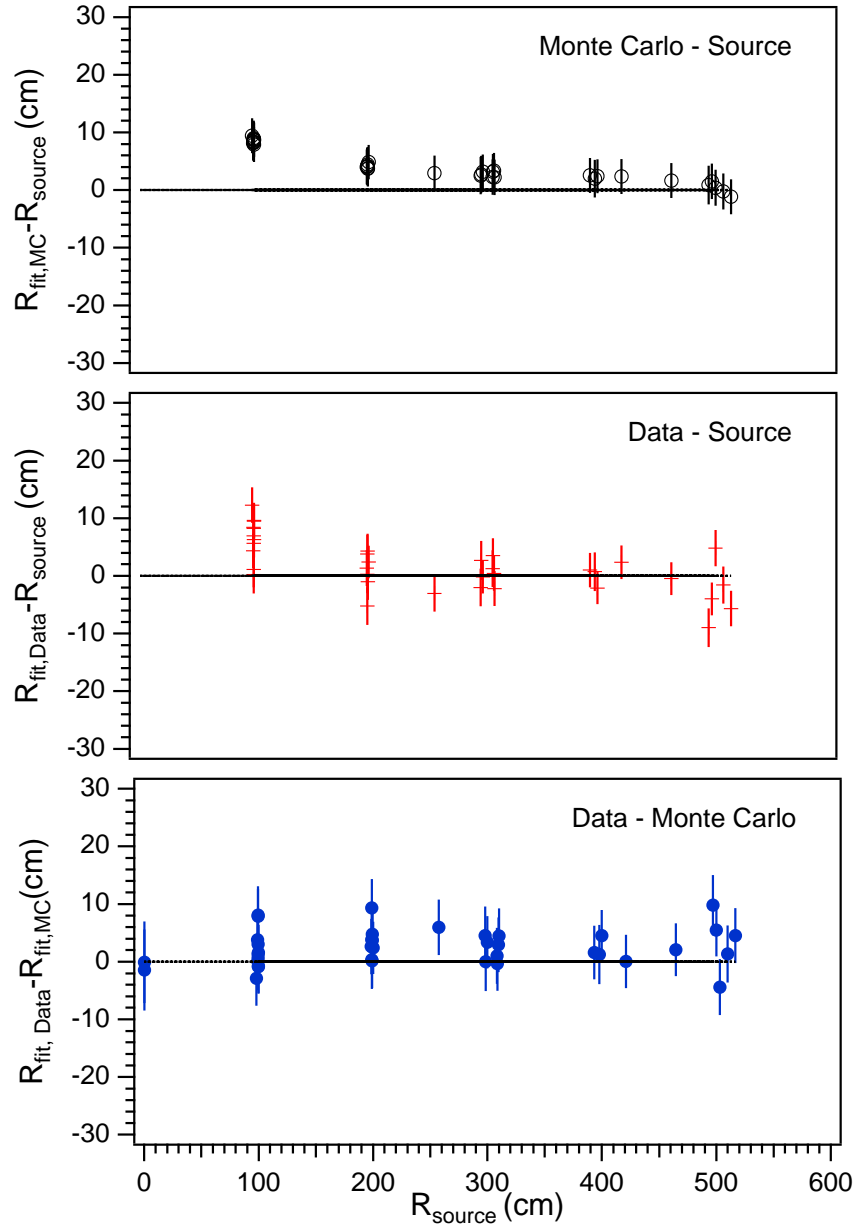 30
20
10
0
-10
-20
-30
R_fit,MC-R_source (cm)
Monte Carlo - Source
30
20
10
0
-10
-20
-30
R_fit,Data-R_source (cm)
Data - Source
30
20
10
0
-10
-20
-30
R_fit, Data-R_fit,MC(cm)
Data - Monte Carlo
0 100 200 300 400 500 600
R_source (cm)